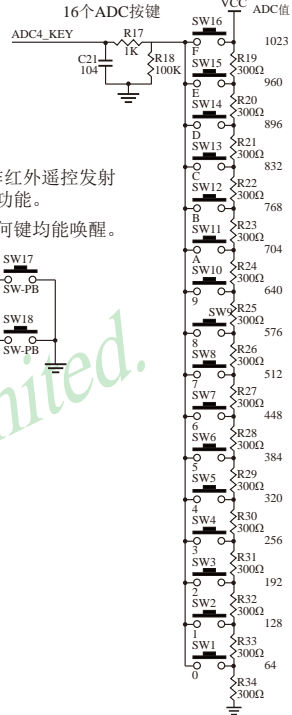 16个ADC按键
VCC
ADC值
ADC4_KEY
R17
1K
C21
104
R18
100K
SW16
F
1023
R19
300Ω
SW15
E
960
R20
300Ω
SW14
D
896
R21
300Ω
SW13
C
832
R22
300Ω
SW12
B
768
R23
300Ω
SW11
A
704
R24
300Ω
SW10
9
640
R25
300Ω
SW9
8
576
R26
300Ω
SW8
7
512
R27
300Ω
SW7
6
448
R28
300Ω
SW6
5
384
R29
300Ω
SW5
4
320
R30
300Ω
SW4
3
256
R31
300Ω
SW3
2
192
R32
300Ω
SW2
1
128
R33
300Ω
SW1
0
64
R34
300Ω
红外遥控发射
功能。
何键均能唤醒。
SW17
SW-PB
SW18
SW-PB
nited.